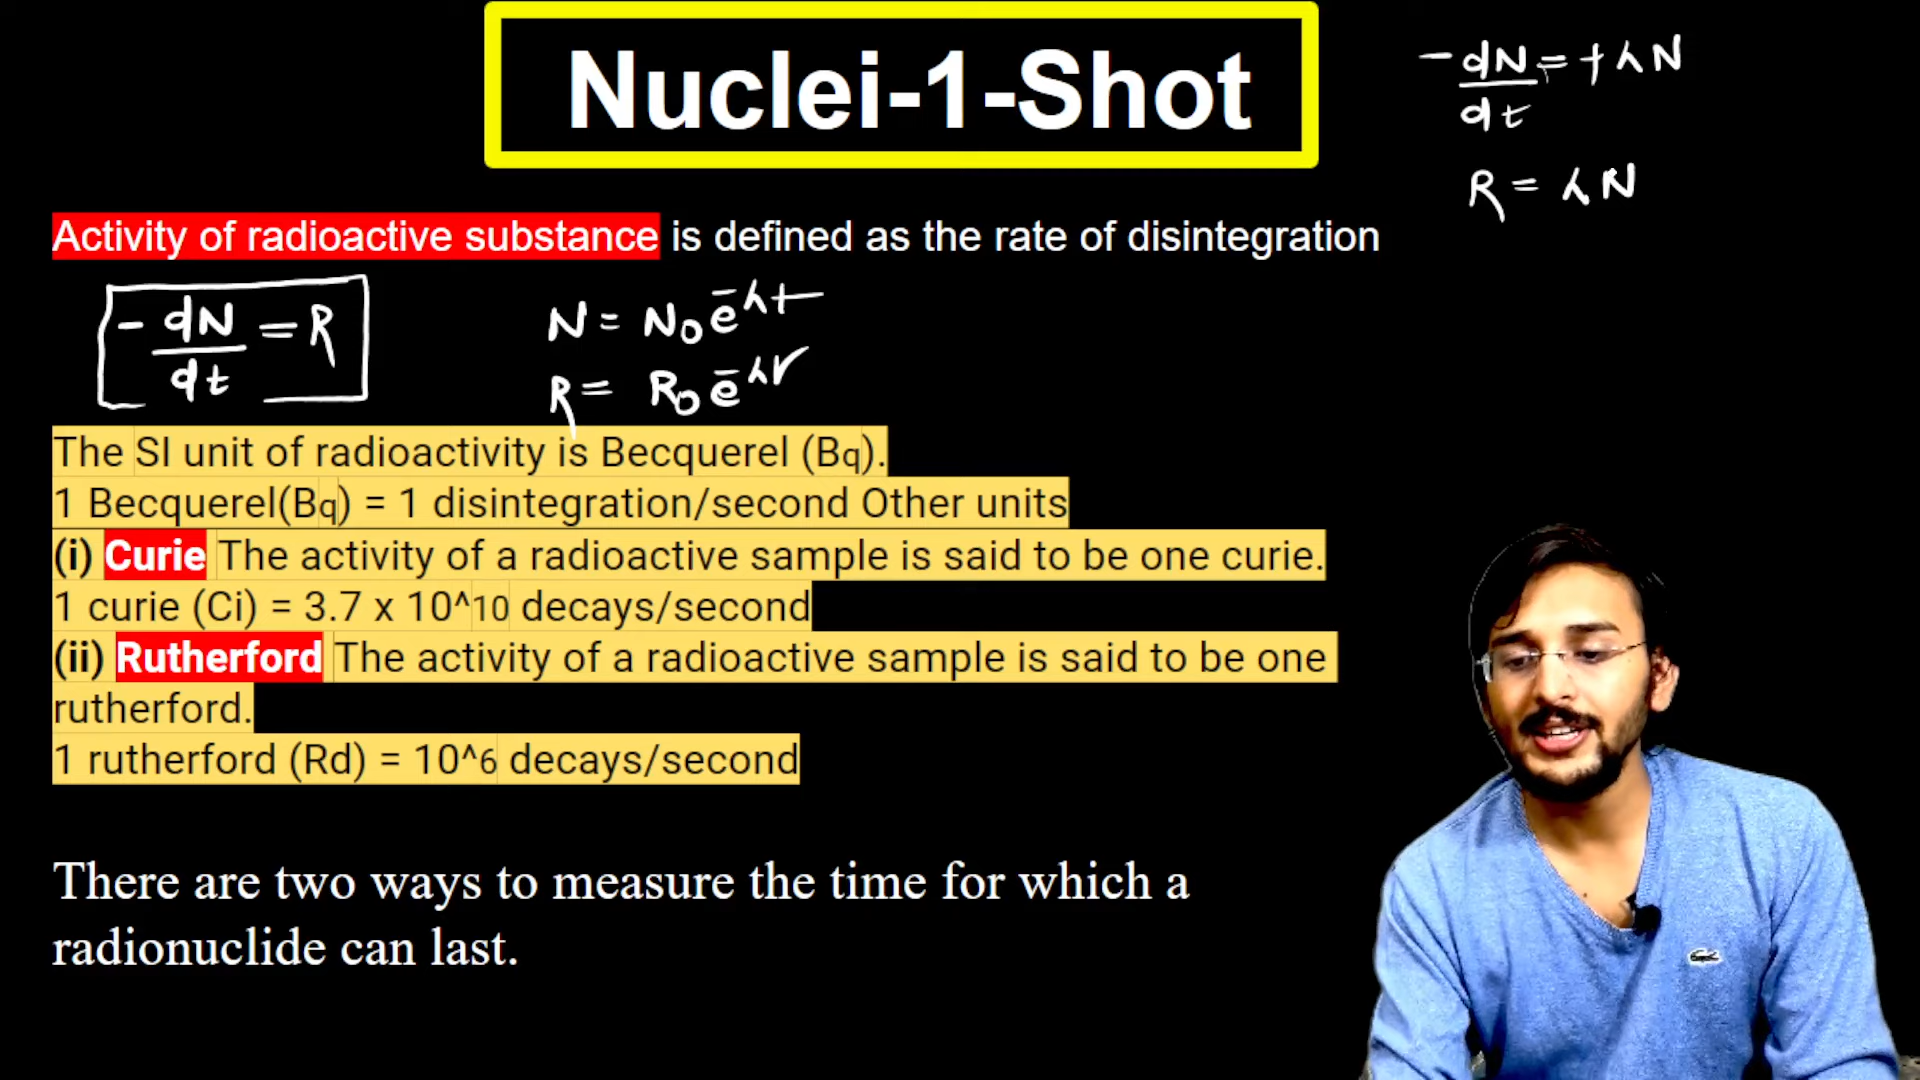 Nuclei-1-Shot
-dN/dt = +λN
R = λN
Activity of radioactive substance is defined as the rate of disintegration
-dN/dt = R
N = N₀e^-λt
R = R₀e^-λt
The SI unit of radioactivity is Becquerel (Bq).
1 Becquerel(Bq) = 1 disintegration/second Other units
(i) Curie The activity of a radioactive sample is said to be one curie.
1 curie (Ci) = 3.7 x 10^10 decays/second
(ii) Rutherford The activity of a radioactive sample is said to be one
rutherford.
1 rutherford (Rd) = 10^6 decays/second
There are two ways to measure the time for which a
radionuclide can last.